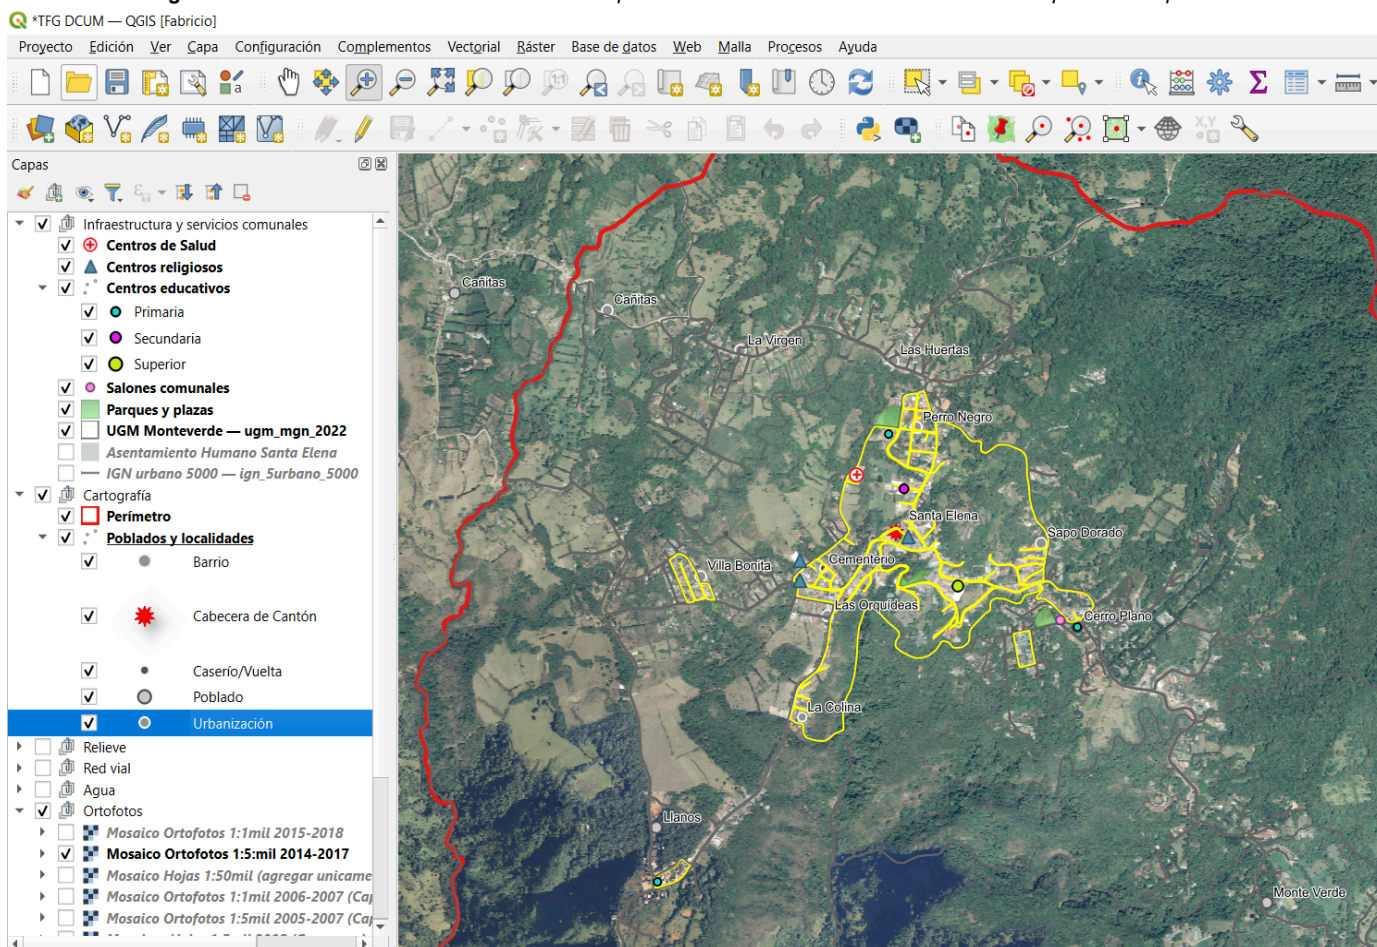 *TFG DCUM — QGIS [Fabricio]
Proyecto Edición Ver Capa Configuración Complementos Vectorial Ráster Base de datos Web Malla Procesos Ayuda
Capas
Infraestructura y servicios comunales
Centros de Salud
Centros religiosos
Centros educativos
Primaria
Secundaria
Superior
Salones comunales
Parques y plazas
UGM Monteverde — ugm_mgn_2022
Asentamiento Humano Santa Elena
IGN urbano 5000 — ign_5urbano_5000
Cartografía
Perímetro
Poblados y localidades
Barrio
Cabecera de Cantón
Caserío/Vuelta
Poblado
Urbanización
Relieve
Red vial
Agua
Ortofotos
Mosaico Ortofotos 1:1mil 2015-2018
Mosaico Ortofotos 1:5:mil 2014-2017
Mosaico Hojas 1:50mil (agregar unicame
Mosaico Ortofotos 1:1mil 2006-2007 (Cap
Mosaico Ortofotos 1:5mil 2005-2007 (Cap
Cañitas
Cañitas
La Virgen
Las Huertas
Perro Negro
Santa Elena
Sapo Dorado
Cementerio
Villa Bonita
Las Orquídeas
Cerro Plano
La Colina
Llanos
Monte Verde